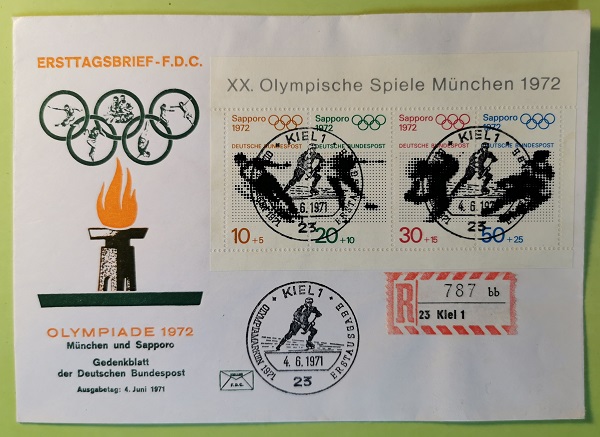 ERSTTAGSBRIEF - F.D.C.
XX. Olympische Spiele München 1972
Sapporo 1972
DEUTSCHE BUNDESPOST
10 + 5
Sapporo 1972
DEUTSCHE BUNDESPOST
20 + 10
Sapporo 1972
DEUTSCHE BUNDESPOST
30 + 15
Sapporo 1972
DEUTSCHE BUNDESPOST
50 + 25
KIEL 1
4. 6. 1971
23
KIEL 1
4. 6. 197
ERSTAUSGABE
23
OLYMPIADE 1972
München und Sapporo
Gedenkblatt
der Deutschen Bundespost
Ausgabetag: 4. Juni 1971
F.D.C.
KIEL 1
ERSTAUSGABE
4. 6. 1971
23
R
787 bb
23 Kiel 1